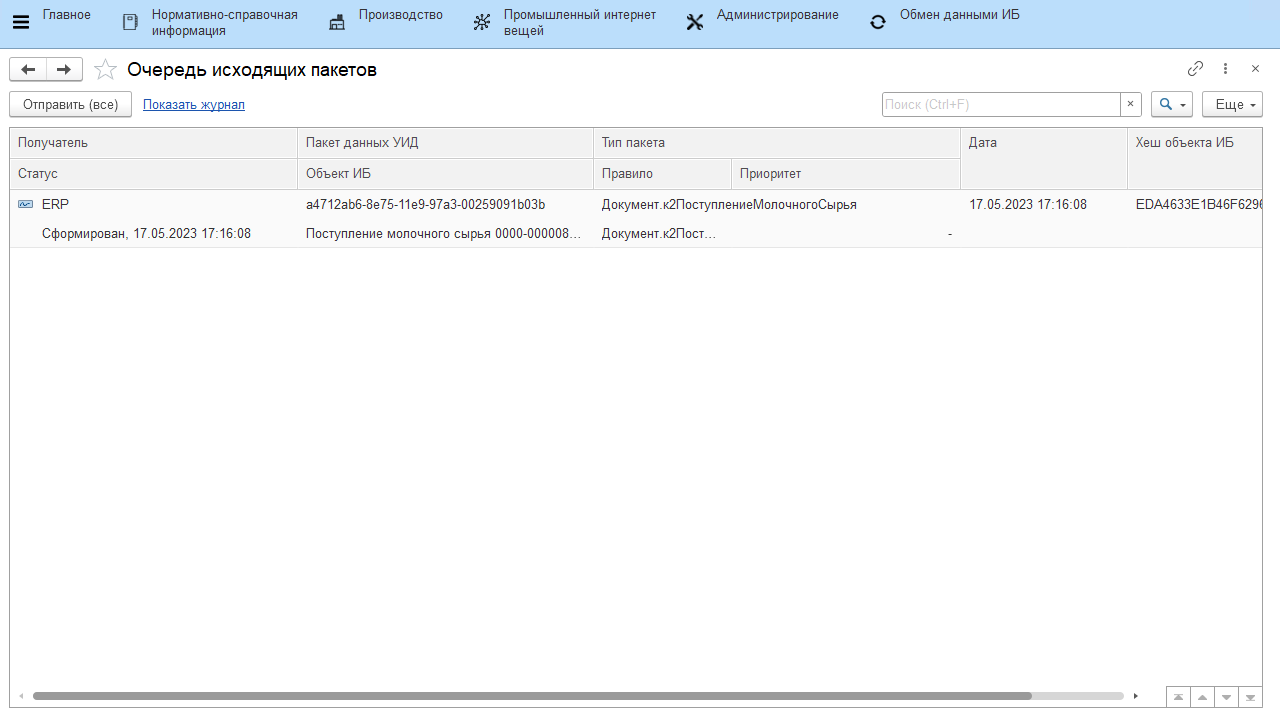 Главное
Нормативно-справочная
информация
Производство
Промышленный интернет
вещей
Администрирование
Обмен данными ИБ
Очередь исходящих пакетов
Отправить (все)
Показать журнал
Поиск (Ctrl+F)
Еще
Получатель Пакет данных УИД Тип пакета Дата Хеш объекта ИБ
Статус Объект ИБ Правило Приоритет
ERP a4712ab6-8e75-11e9-97a3-00259091b03b Документ.к2ПоступлениеМолочногоСырья 17.05.2023 17:16:08 EDA4633E1B46F6296
Сформирован, 17.05.2023 17:16:08 Поступление молочного сырья 0000-000008... Документ.к2Пост... -